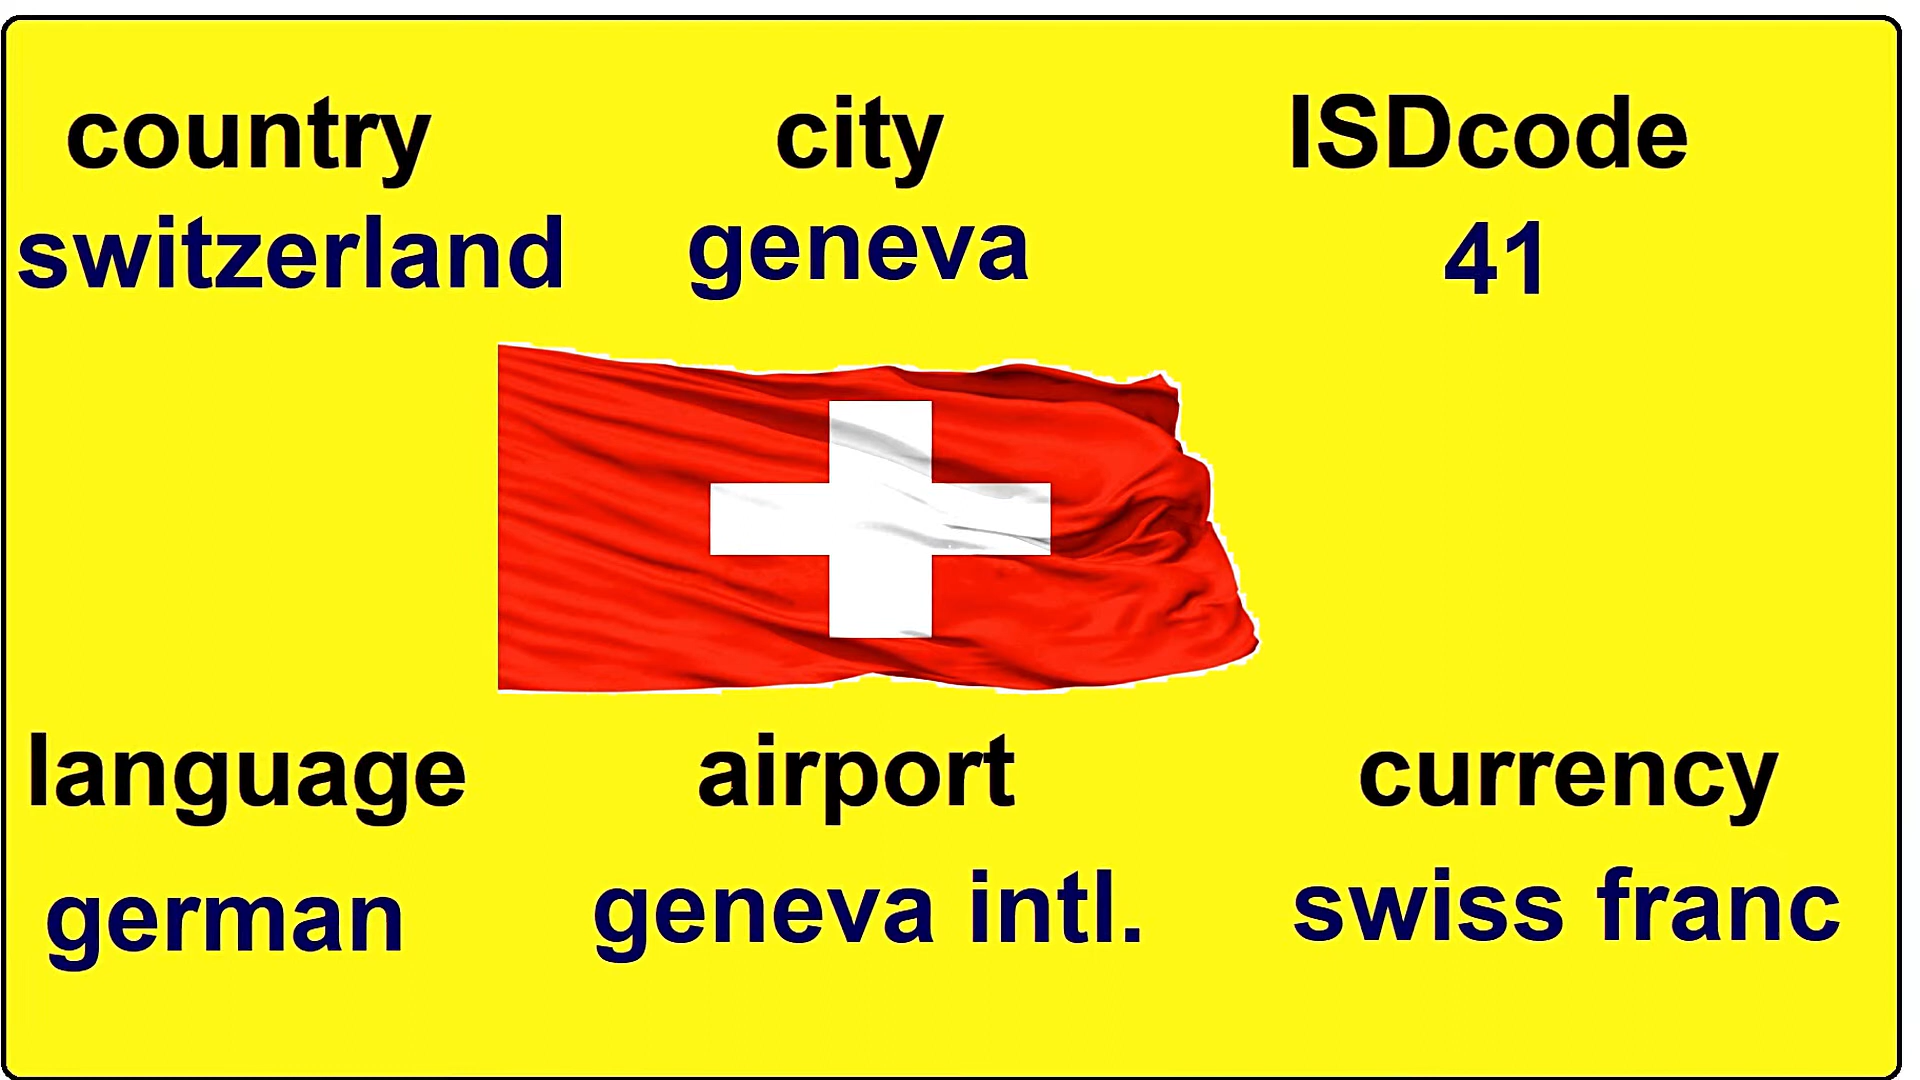 country city ISDcode
switzerland geneva 41
language airport currency
german geneva intl. swiss franc